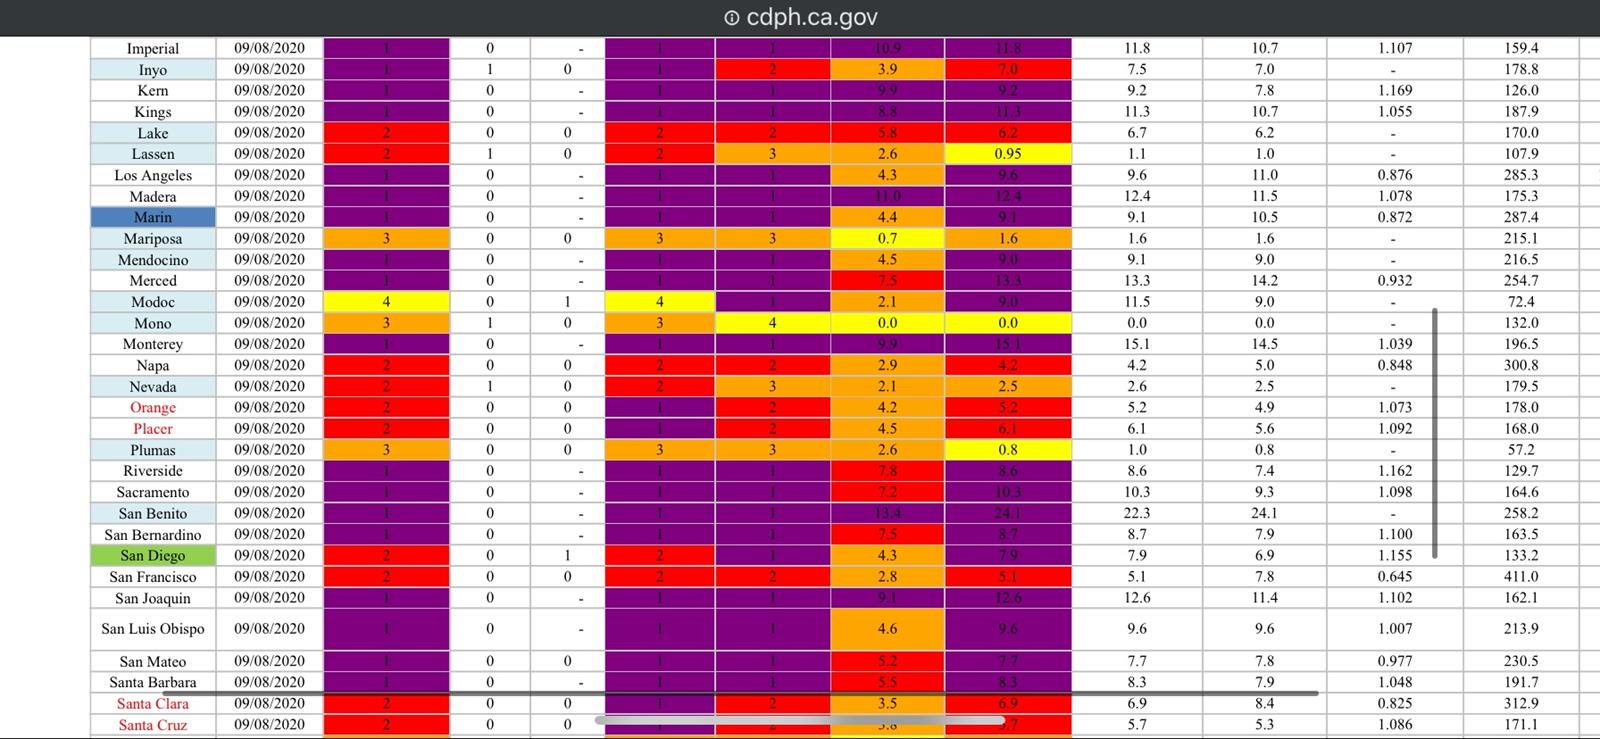 cdph.ca.gov
Imperial 09/08/2020 1 0 - 1 1 10.9 11.8 11.8 10.7 1.107 159.4
Inyo 09/08/2020 1 1 0 1 2 3.9 7.0 7.5 7.0 - 178.8
Kern 09/08/2020 1 0 - 1 1 9.9 9.2 9.2 7.8 1.169 126.0
Kings 09/08/2020 1 0 - 1 1 8.8 11.3 11.3 10.7 1.055 187.9
Lake 09/08/2020 2 0 0 2 2 5.8 6.2 6.7 6.2 - 170.0
Lassen 09/08/2020 2 1 0 2 3 2.6 0.95 1.1 1.0 - 107.9
Los Angeles 09/08/2020 1 0 - 1 1 4.3 9.6 9.6 11.0 0.876 285.3
Madera 09/08/2020 1 0 - 1 1 11.0 12.4 12.4 11.5 1.078 175.3
Marin 09/08/2020 1 0 - 1 1 4.4 9.1 9.1 10.5 0.872 287.4
Mariposa 09/08/2020 3 0 0 3 3 0.7 1.6 1.6 1.6 - 215.1
Mendocino 09/08/2020 1 0 - 1 1 4.5 9.0 9.1 9.0 - 216.5
Merced 09/08/2020 1 0 - 1 1 7.5 13.3 13.3 14.2 0.932 254.7
Modoc 09/08/2020 4 0 1 4 1 2.1 9.0 11.5 9.0 - 72.4
Mono 09/08/2020 3 1 0 3 4 0.0 0.0 0.0 0.0 - 132.0
Monterey 09/08/2020 1 0 - 1 1 9.9 15.1 15.1 14.5 1.039 196.5
Napa 09/08/2020 2 0 0 2 2 2.9 4.2 4.2 5.0 0.848 300.8
Nevada 09/08/2020 2 1 0 2 3 2.1 2.5 2.6 2.5 - 179.5
Orange 09/08/2020 2 0 0 1 2 4.2 5.2 5.2 4.9 1.073 178.0
Placer 09/08/2020 2 0 0 1 2 4.5 6.1 6.1 5.6 1.092 168.0
Plumas 09/08/2020 3 0 0 3 3 2.6 0.8 1.0 0.8 - 57.2
Riverside 09/08/2020 1 0 - 1 1 7.8 8.6 8.6 7.4 1.162 129.7
Sacramento 09/08/2020 1 0 - 1 1 7.2 10.3 10.3 9.3 1.098 164.6
San Benito 09/08/2020 1 0 - 1 1 13.4 24.1 22.3 24.1 - 258.2
San Bernardino 09/08/2020 1 0 - 1 1 7.5 8.7 8.7 7.9 1.100 163.5
San Diego 09/08/2020 2 0 1 2 1 4.3 7.9 7.9 6.9 1.155 133.2
San Francisco 09/08/2020 2 0 0 2 2 2.8 5.1 5.1 7.8 0.645 411.0
San Joaquin 09/08/2020 1 0 - 1 1 9.1 12.6 12.6 11.4 1.102 162.1
San Luis Obispo 09/08/2020 1 0 - 1 1 4.6 9.6 9.6 9.6 1.007 213.9
San Mateo 09/08/2020 1 0 0 1 1 5.2 7.7 7.7 7.8 0.977 230.5
Santa Barbara 09/08/2020 1 0 - 1 1 5.5 8.3 8.3 7.9 1.048 191.7
Santa Clara 09/08/2020 2 0 0 1 2 3.5 6.9 6.9 8.4 0.825 312.9
Santa Cruz 09/08/2020 2 0 0 1 2 5.7 5.3 1.086 171.1